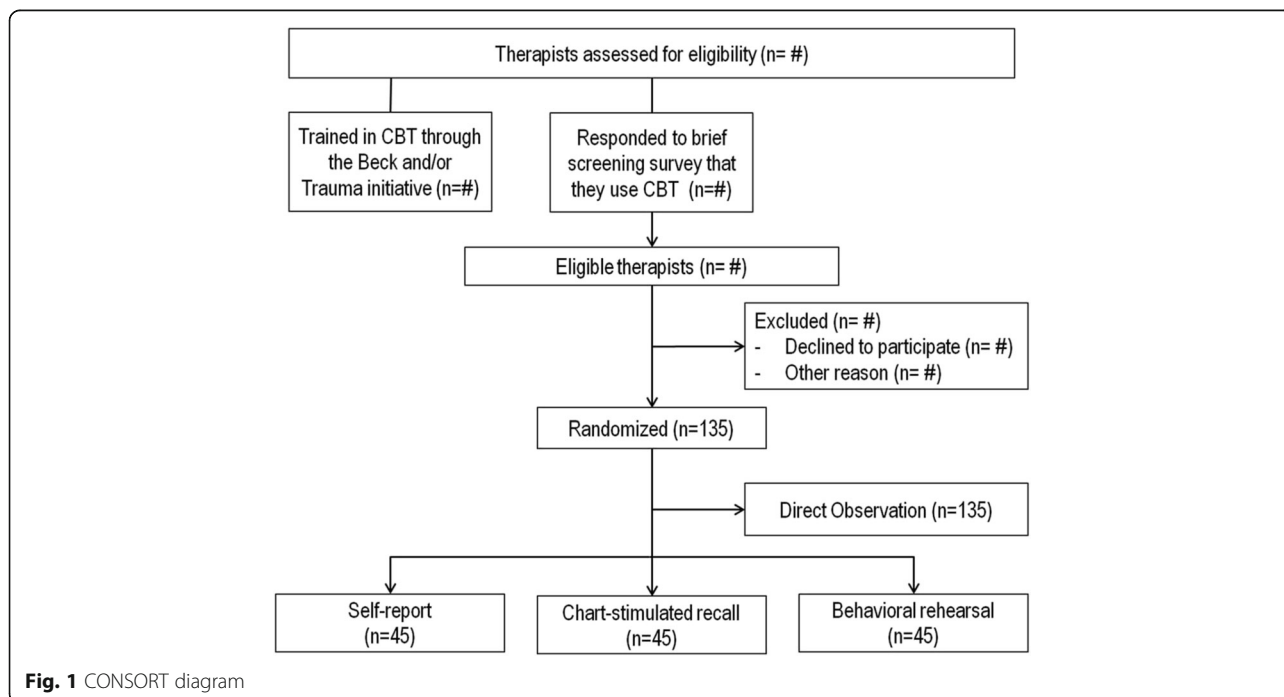 Therapists assessed for eligibility (n= #)
Trained in CBT through
the Beck and/or
Trauma initiative (n=#)
Responded to brief
screening survey that
they use CBT (n=#)
Eligible therapists (n= #)
Excluded (n= #)
- Declined to participate (n= #)
- Other reason (n= #)
Randomized (n=135)
Direct Observation (n=135)
Self-report
(n=45)
Chart-stimulated recall
(n=45)
Behavioral rehearsal
(n=45)
Fig. 1 CONSORT diagram